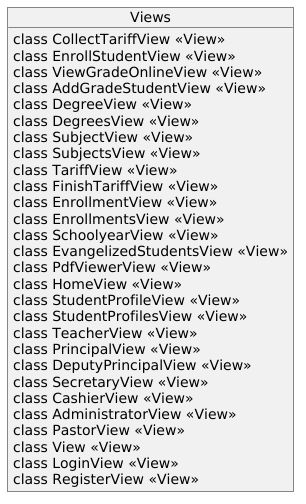 Views
class CollectTariffView «View»
class EnrollStudentView «View»
class ViewGradeOnlineView «View»
class AddGradeStudentView «View»
class DegreeView «View»
class DegreesView «View»
class SubjectView «View»
class SubjectsView «View»
class TariffView «View»
class FinishTariffView «View»
class EnrollmentView «View»
class EnrollmentsView «View»
class SchoolyearView «View»
class EvangelizedStudentsView «View»
class PdfViewerView «View»
class HomeView «View»
class StudentProfileView «View»
class StudentProfilesView «View»
class TeacherView «View»
class PrincipalView «View»
class DeputyPrincipalView «View»
class SecretaryView «View»
class CashierView «View»
class AdministratorView «View»
class PastorView «View»
class View «View»
class LoginView «View»
class RegisterView «View»